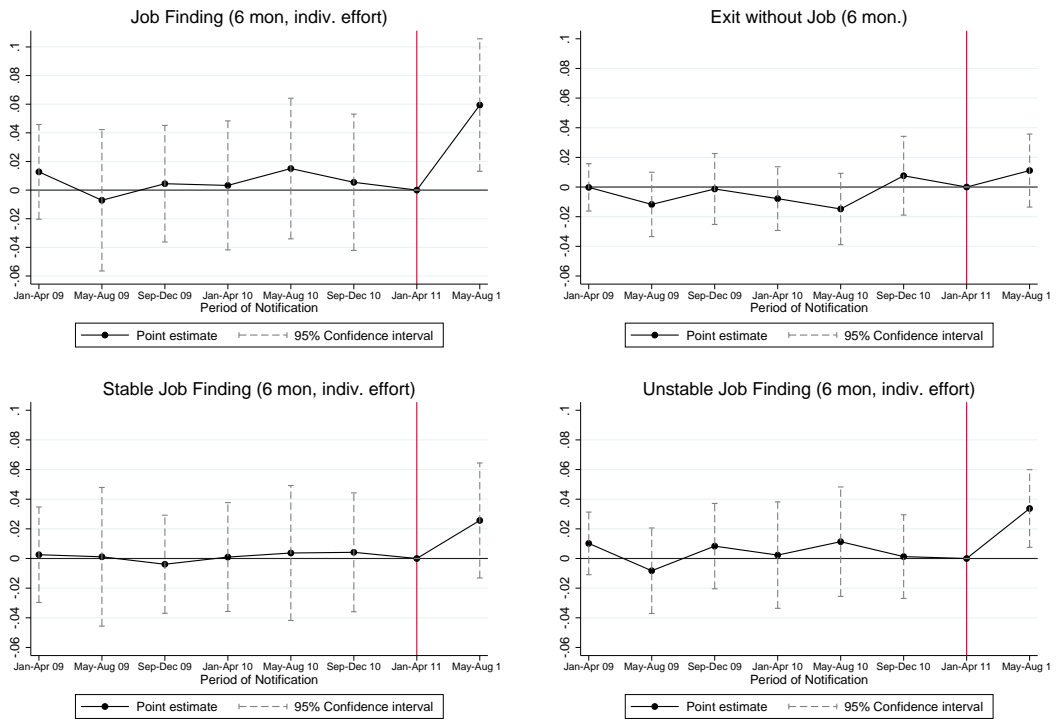 Job Finding (6 mon, indiv. effort)
.1
.08
.06
.04
.02
0
-.02
-.04
-.06
Jan-Apr 09 May-Aug 09 Sep-Dec 09 Jan-Apr 10 May-Aug 10 Sep-Dec 10 Jan-Apr 11 May-Aug 1
Period of Notification
Point estimate 95% Confidence interval
Exit without Job (6 mon.)
.1
.08
.06
.04
.02
0
-.02
-.04
-.06
Jan-Apr 09 May-Aug 09 Sep-Dec 09 Jan-Apr 10 May-Aug 10 Sep-Dec 10 Jan-Apr 11 May-Aug 1
Period of Notification
Point estimate 95% Confidence interval
Stable Job Finding (6 mon, indiv. effort)
.1
.08
.06
.04
.02
0
-.02
-.04
-.06
Jan-Apr 09 May-Aug 09 Sep-Dec 09 Jan-Apr 10 May-Aug 10 Sep-Dec 10 Jan-Apr 11 May-Aug 1
Period of Notification
Point estimate 95% Confidence interval
Unstable Job Finding (6 mon, indiv. effort)
.1
.08
.06
.04
.02
0
-.02
-.04
-.06
Jan-Apr 09 May-Aug 09 Sep-Dec 09 Jan-Apr 10 May-Aug 10 Sep-Dec 10 Jan-Apr 11 May-Aug 1
Period of Notification
Point estimate 95% Confidence interval